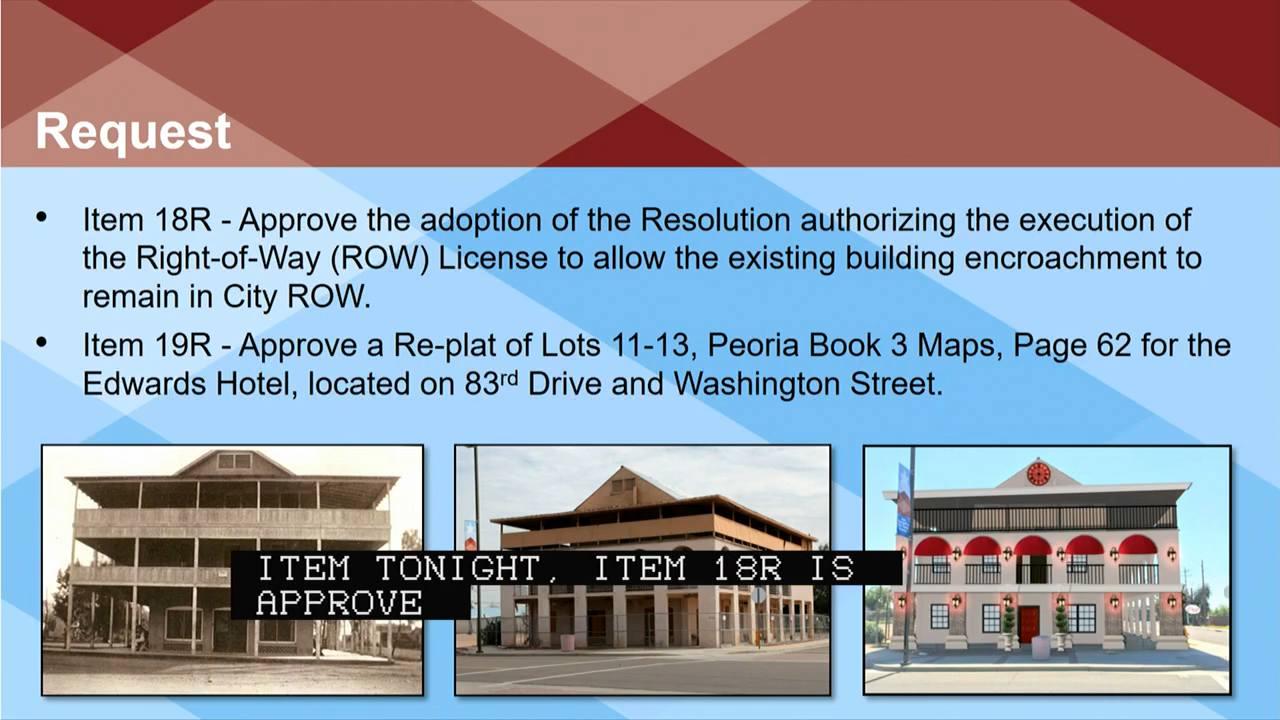 Request
• Item 18R - Approve the adoption of the Resolution authorizing the execution of
the Right-of-Way (ROW) License to allow the existing building encroachment to
remain in City ROW.
• Item 19R - Approve a Re-plat of Lots 11-13, Peoria Book 3 Maps, Page 62 for the
Edwards Hotel, located on 83rd Drive and Washington Street.
ITEM TONIGHT, ITEM 18R IS
APPROVE